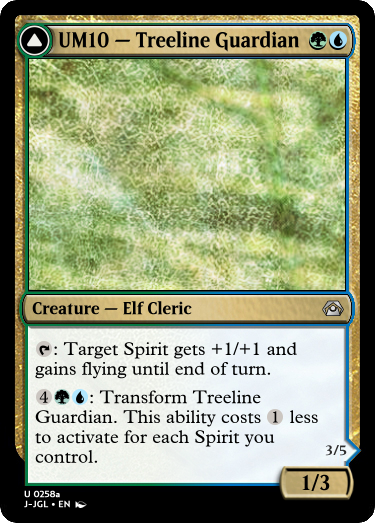 UM10 — Treeline Guardian
Creature — Elf Cleric
: Target Spirit gets +1/+1 and
gains flying until end of turn.
4 : Transform Treeline
Guardian. This ability costs 1 less
to activate for each Spirit you
control.
3/5
1/3
U 0258a
J-JGL • EN